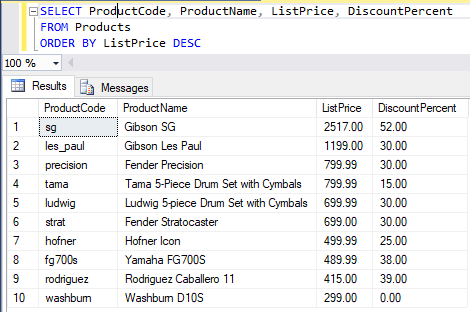 SELECT ProductCode, ProductName, ListPrice, DiscountPercent
FROM Products
ORDER BY ListPrice DESC
100 %
Results Messages
ProductCode ProductName ListPrice DiscountPercent
1 sg Gibson SG 2517.00 52.00
2 les_paul Gibson Les Paul 1199.00 30.00
3 precision Fender Precision 799.99 30.00
4 tama Tama 5-Piece Drum Set with Cymbals 799.99 15.00
5 ludwig Ludwig 5-piece Drum Set with Cymbals 699.99 30.00
6 strat Fender Stratocaster 699.00 30.00
7 hofner Hofner Icon 499.99 25.00
8 fg700s Yamaha FG700S 489.99 38.00
9 rodriguez Rodriguez Caballero 11 415.00 39.00
10 washburn Washburn D10S 299.00 0.00